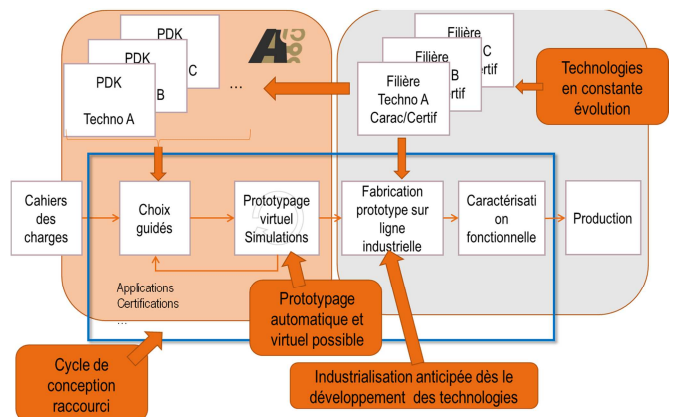 PDK
C
PDK
B
PDK
Techno A
...
A
Filière
C
ertif
Filière
B
rtif
Filière
Techno A
Carac/Certif
Technologies
en constante
évolution
Cahiers
des
charges
Choix
guidés
Prototypage
virtuel
Simulations
Fabrication
prototype sur
ligne
industrielle
Caractérisati
on
fonctionnelle
Production
Applications
Certifications
...
Prototypage
automatique et
virtuel possible
Cycle de
conception
raccourci
Industrialisation anticipée dès le
développement des technologies